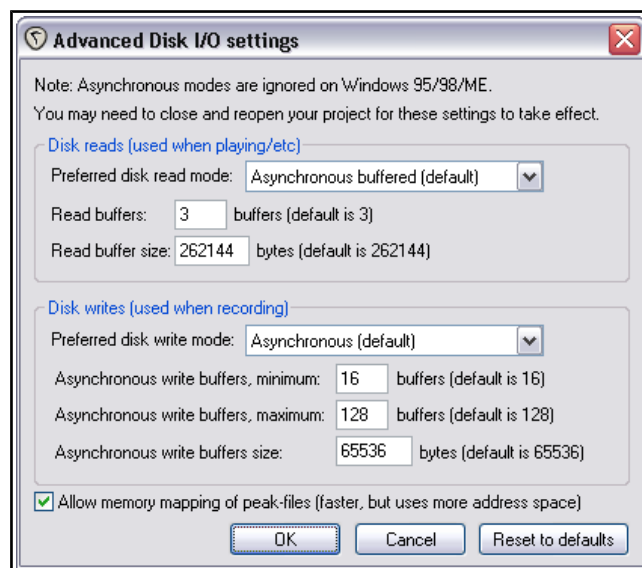 Advanced Disk I/O settings
Note: Asynchronous modes are ignored on Windows 95/98/ME.
You may need to close and reopen your project for these settings to take effect.
Disk reads (used when playing/etc)
Preferred disk read mode: Asynchronous buffered (default)
Read buffers: 3 buffers (default is 3)
Read buffer size: 262144 bytes (default is 262144)
Disk writes (used when recording)
Preferred disk write mode: Asynchronous (default)
Asynchronous write buffers, minimum: 16 buffers (default is 16)
Asynchronous write buffers, maximum: 128 buffers (default is 128)
Asynchronous write buffers size: 65536 bytes (default is 65536)
Allow memory mapping of peak-files (faster, but uses more address space)
OK Cancel Reset to defaults